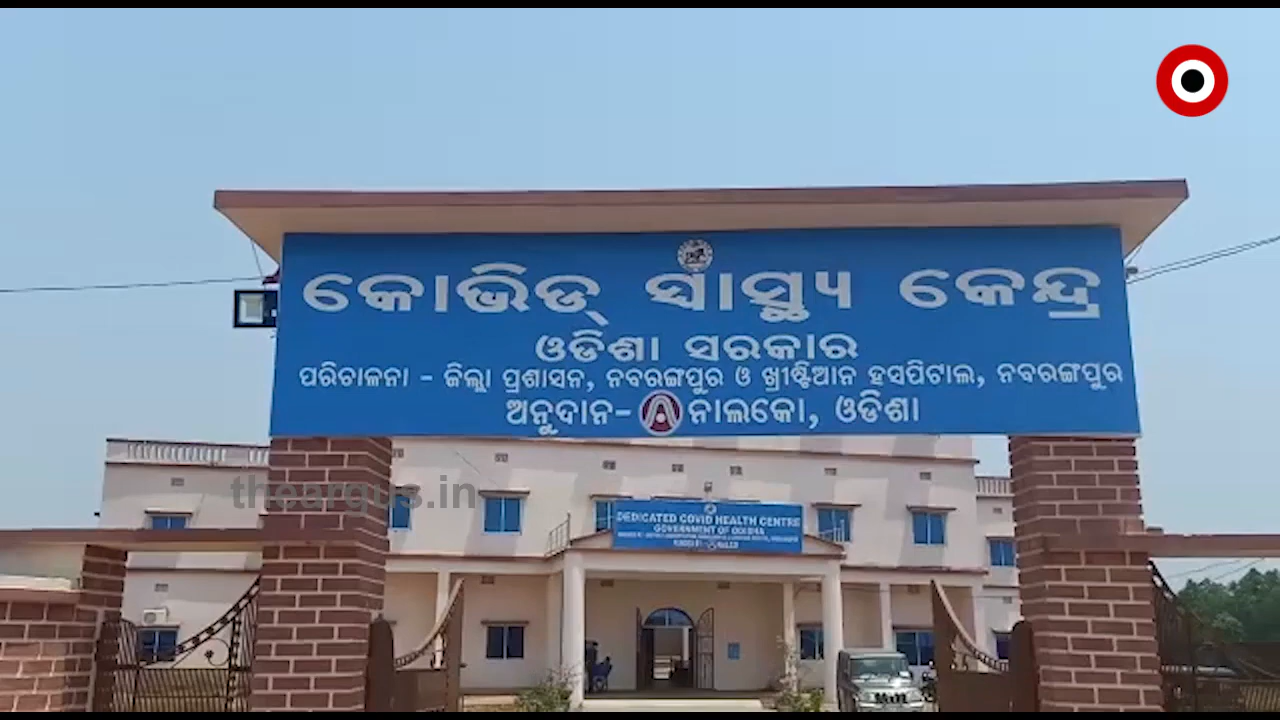 କୋଭିଡ୍ ସ୍ୱାସ୍ଥ୍ୟ କେନ୍ଦ୍ର
ଓଡିଶା ସରକାର
ପରିଚାଳନା - ଜିଲ୍ଲା ପ୍ରଶାସନ, ନବରଙ୍ଗପୁର ଓ ଖ୍ରୀଷ୍ଟିଆନ ହସପିଟାଲ, ନବରଙ୍ଗପୁର
ଅନୁଦାନ- ନାଲକୋ, ଓଡିଶା
theargus.in
DEDICATED COVID HEALTH CENTRE
GOVERNMENT OF ODISHA